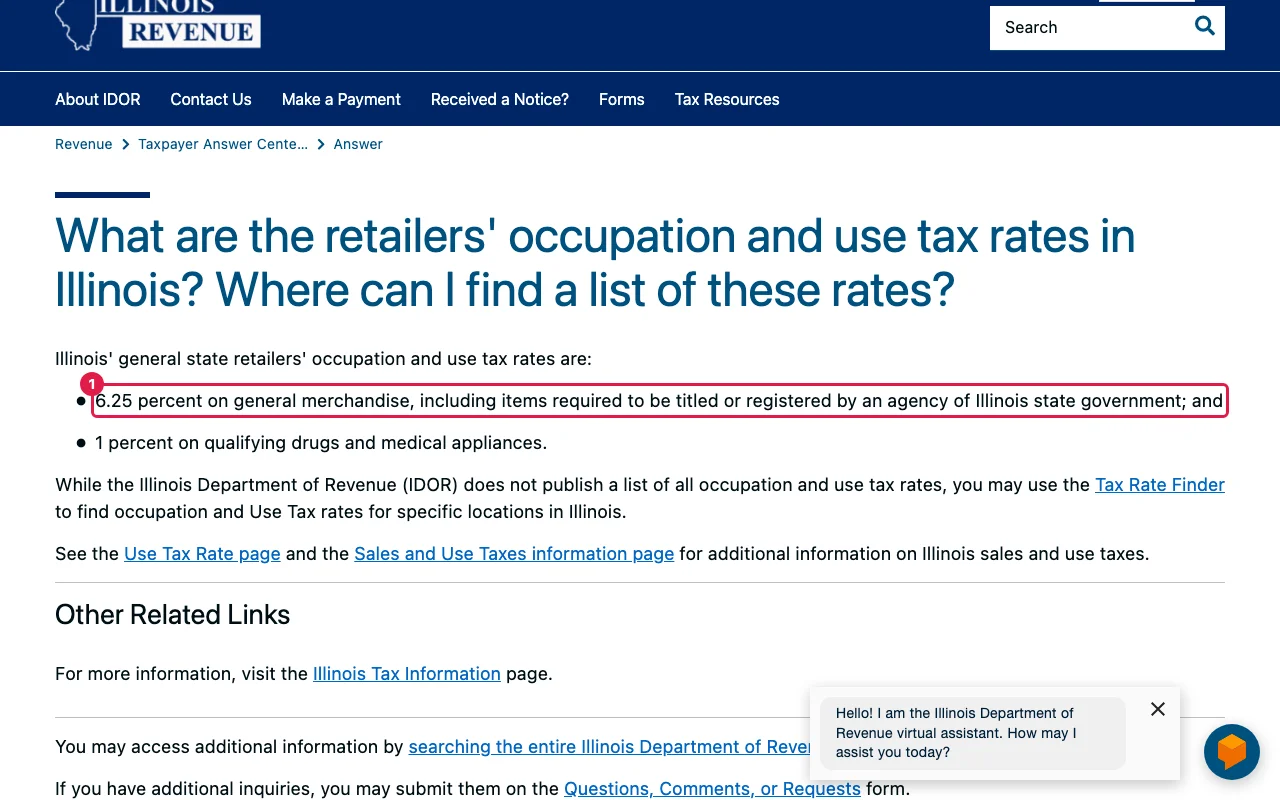 ILLINOIS
REVENUE
Search
About IDOR Contact Us Make a Payment Received a Notice? Forms Tax Resources
Revenue Taxpayer Answer Cente... Answer
What are the retailers' occupation and use tax rates in
Illinois? Where can I find a list of these rates?
Illinois' general state retailers' occupation and use tax rates are:
1
• 6.25 percent on general merchandise, including items required to be titled or registered by an agency of Illinois state government; and
• 1 percent on qualifying drugs and medical appliances.
While the Illinois Department of Revenue (IDOR) does not publish a list of all occupation and use tax rates, you may use the Tax Rate Finder
to find occupation and Use Tax rates for specific locations in Illinois.
See the Use Tax Rate page and the Sales and Use Taxes information page for additional information on Illinois sales and use taxes.
Other Related Links
For more information, visit the Illinois Tax Information page.
You may access additional information by searching the entire Illinois Department of
If you have additional inquiries, you may submit them on the Questions, Comments, or Requests form.
Hello! I am the Illinois Department of
Revenue virtual assistant. How may I
assist you today?